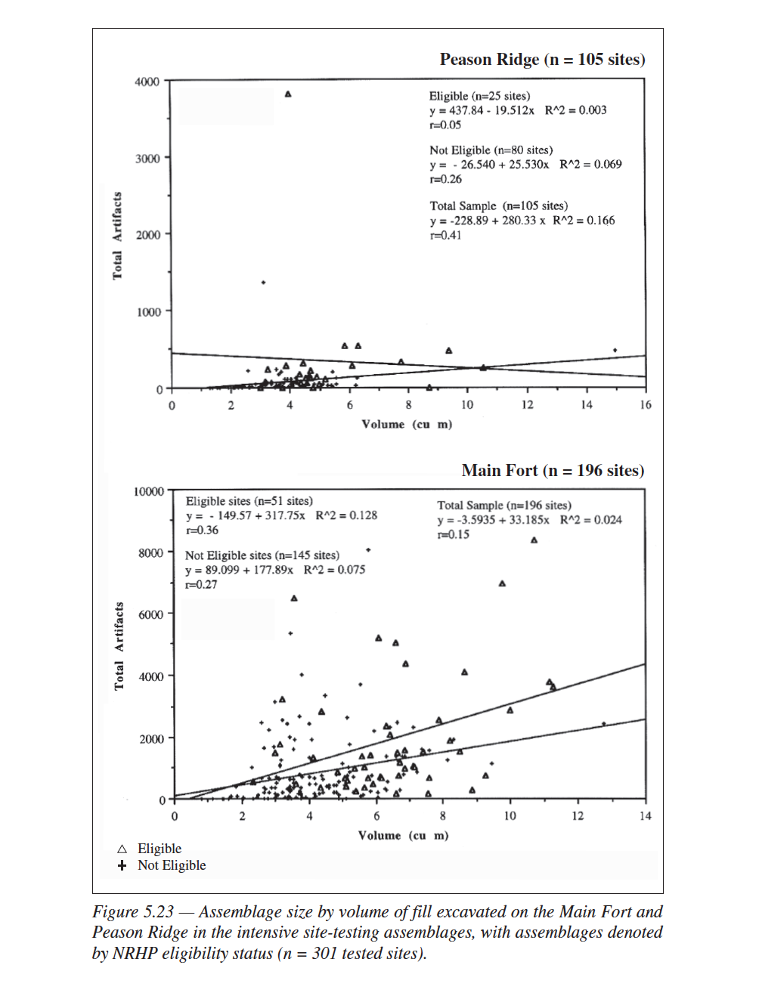 Peason Ridge (n = 105 sites)
4000
3000
2000
1000
0
Total Artifacts
Eligible (n=25 sites)
y = 437.84 - 19.512x R^2 = 0.003
r=0.05
Not Eligible (n=80 sites)
y = - 26.540 + 25.530x R^2 = 0.069
r=0.26
Total Sample (n=105 sites)
y = -228.89 + 280.33 x R^2 = 0.166
r=0.41
0 2 4 6 8 10 12 14 16
Volume (cu m)
Main Fort (n = 196 sites)
10000
8000
6000
4000
2000
0
Total Artifacts
Eligible sites (n=51 sites)
y = - 149.57 + 317.75x R^2 = 0.128
r=0.36
Not Eligible sites (n=145 sites)
y = 89.099 + 177.89x R^2 = 0.075
r=0.27
Total Sample (n=196 sites)
y = -3.5935 + 33.185x R^2 = 0.024
r=0.15
0 2 4 6 8 10 12 14
Volume (cu m)
Eligible
Not Eligible
Figure 5.23 — Assemblage size by volume of fill excavated on the Main Fort and
Peason Ridge in the intensive site-testing assemblages, with assemblages denoted
by NRHP eligibility status (n = 301 tested sites).